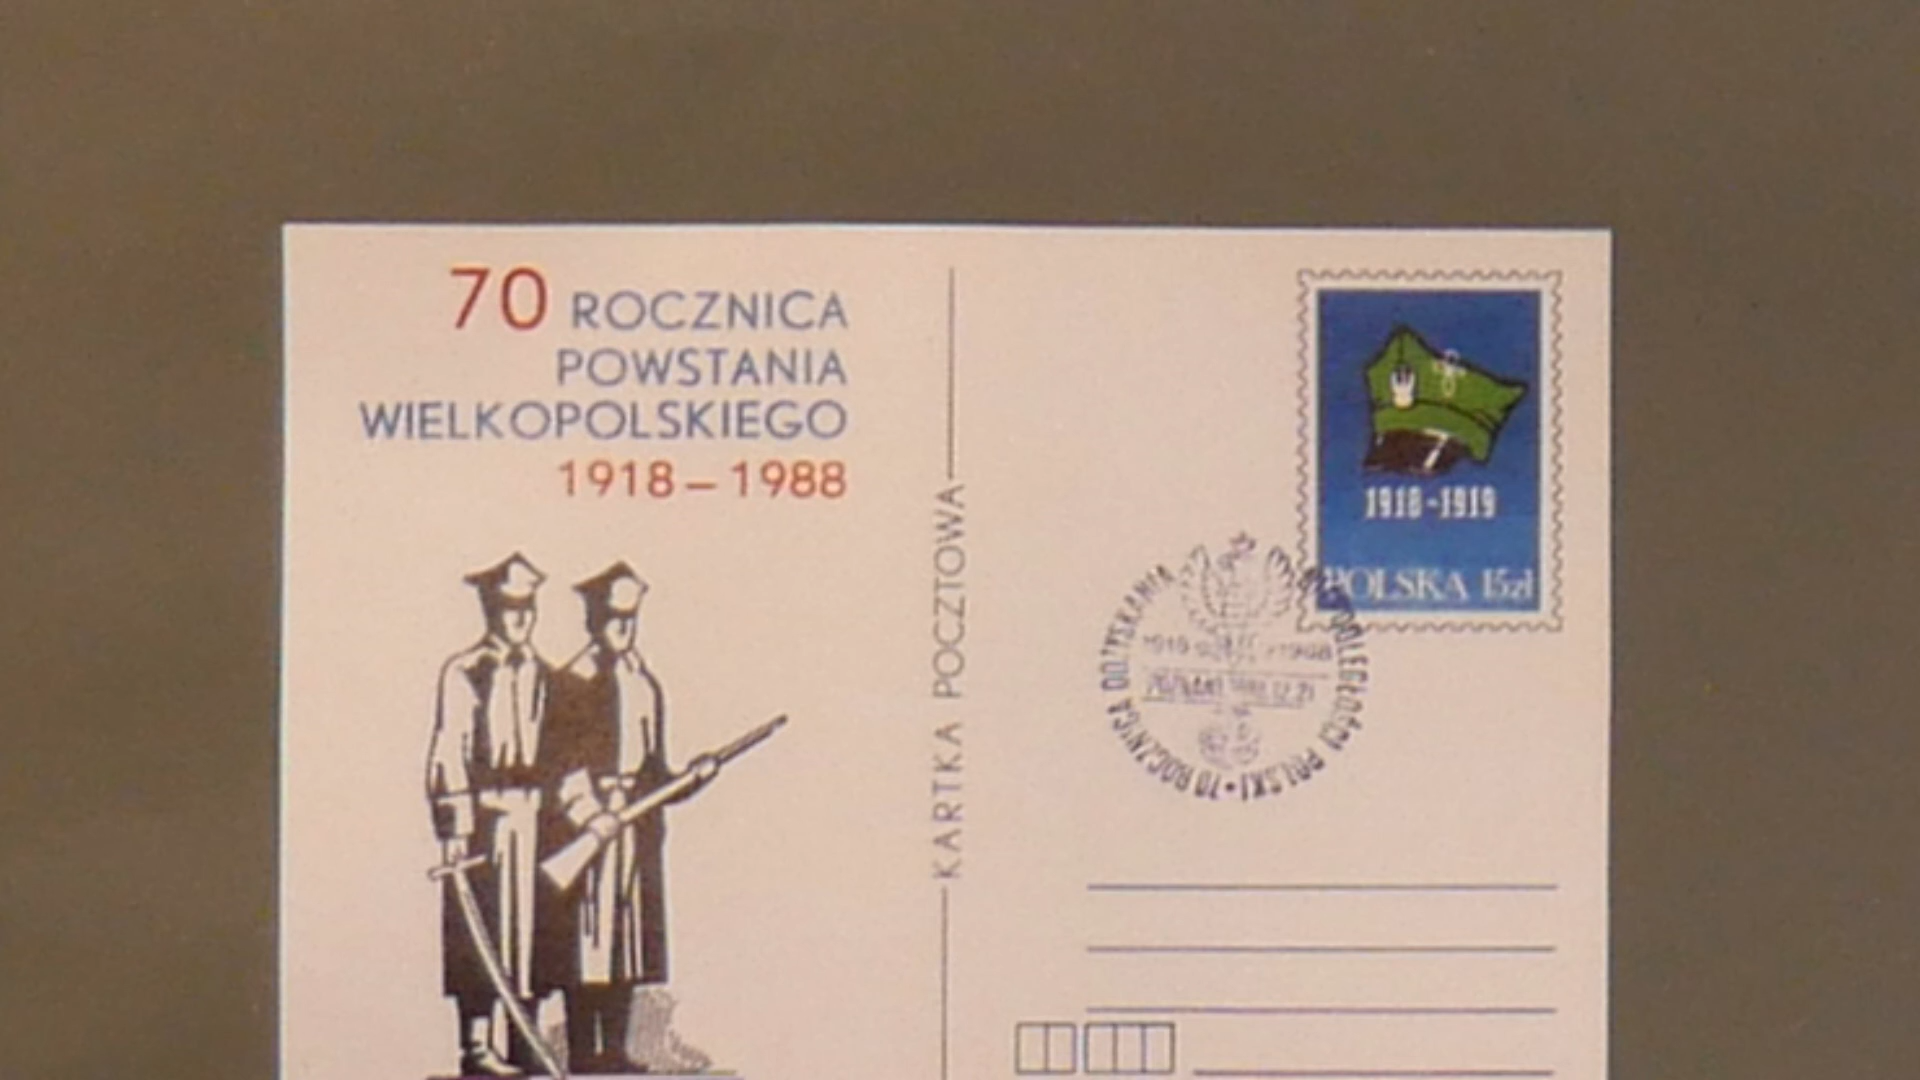 70 ROCZNICA
POWSTANIA
WIELKOPOLSKIEGO
1918–1988
KARTKA POCZTOWA
1918-1919
POLSKA 15zł
70 ROCZNICA ODZYSKANIA NIEPODLEGŁOŚCI POLSKI